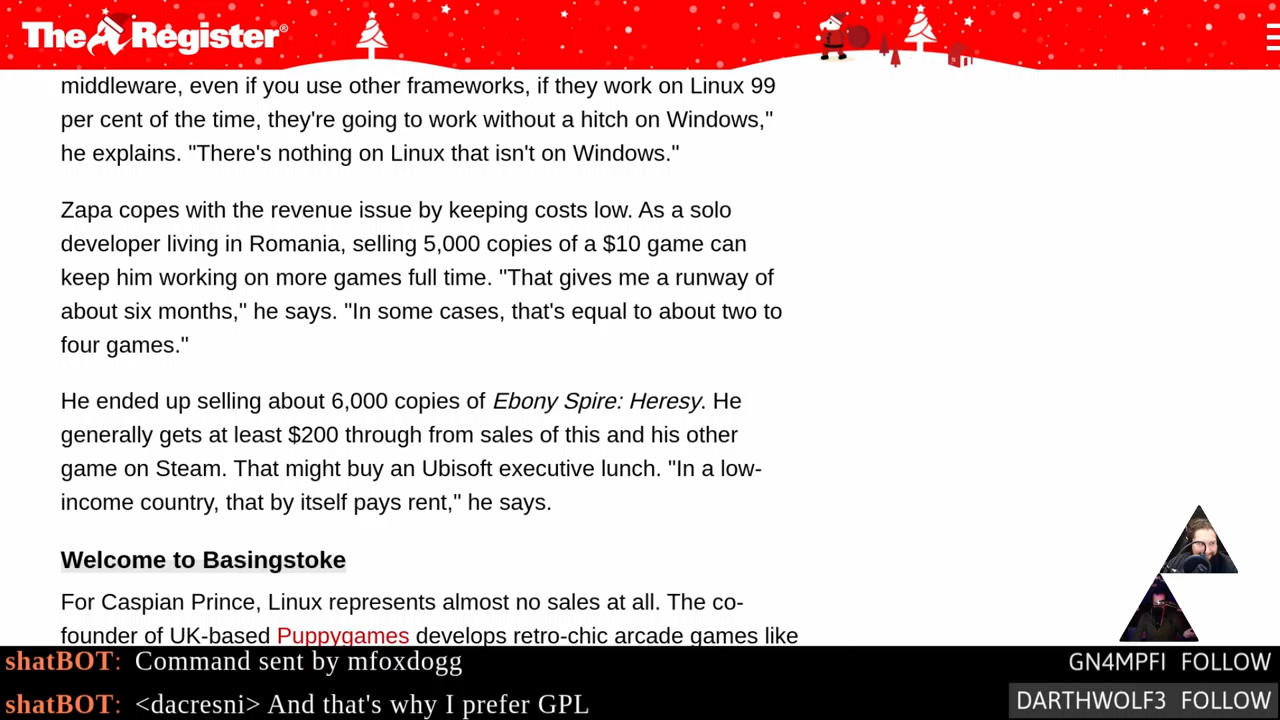 The Register®
middleware, even if you use other frameworks, if they work on Linux 99
per cent of the time, they're going to work without a hitch on Windows,"
he explains. "There's nothing on Linux that isn't on Windows."
Zapa copes with the revenue issue by keeping costs low. As a solo
developer living in Romania, selling 5,000 copies of a $10 game can
keep him working on more games full time. "That gives me a runway of
about six months," he says. "In some cases, that's equal to about two to
four games."
He ended up selling about 6,000 copies of Ebony Spire: Heresy. He
generally gets at least $200 through from sales of this and his other
game on Steam. That might buy an Ubisoft executive lunch. "In a low-
income country, that by itself pays rent," he says.
Welcome to Basingstoke
For Caspian Prince, Linux represents almost no sales at all. The co-
founder of UK-based Puppygames develops retro-chic arcade games like
shatBOT: Command sent by mfoxdogg
GN4MPFI FOLLOW
shatBOT: <dacresni> And that's why I prefer GPL
DARTHWOLF3 FOLLOW